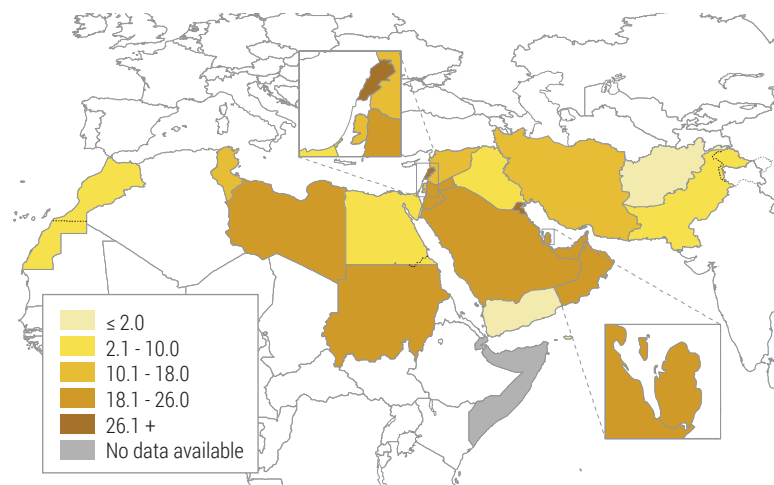 ≤ 2.0
2.1 - 10.0
10.1 - 18.0
18.1 - 26.0
26.1 +
No data available